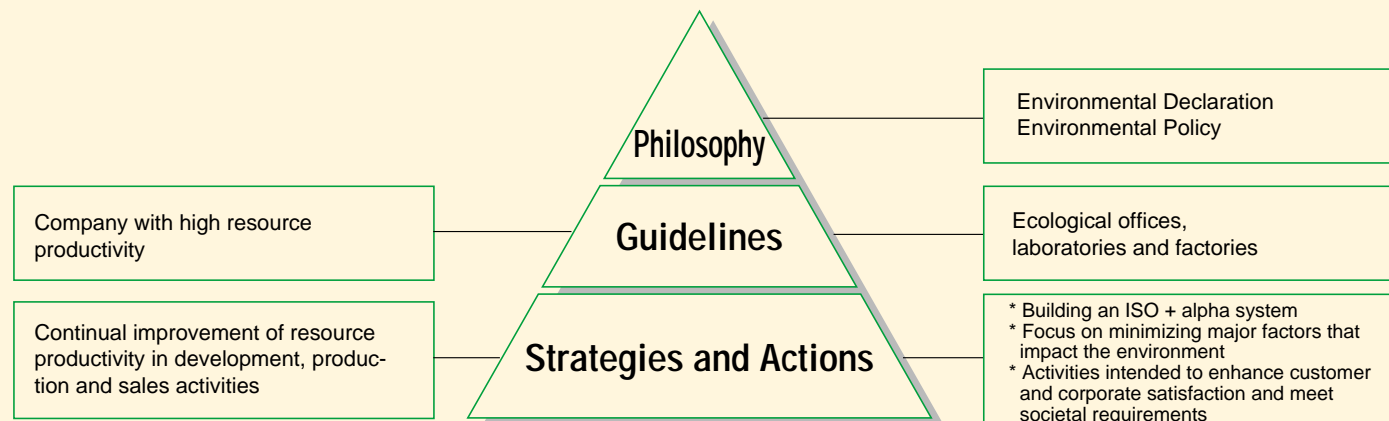 Philosophy
Environmental Declaration
Environmental Policy
Company with high resource
productivity
Guidelines
Ecological offices,
laboratories and factories
Continual improvement of resource
productivity in development, produc-
tion and sales activities
Strategies and Actions
* Building an ISO + alpha system
* Focus on minimizing major factors that
impact the environment
* Activities intended to enhance customer
and corporate satisfaction and meet
societal requirements